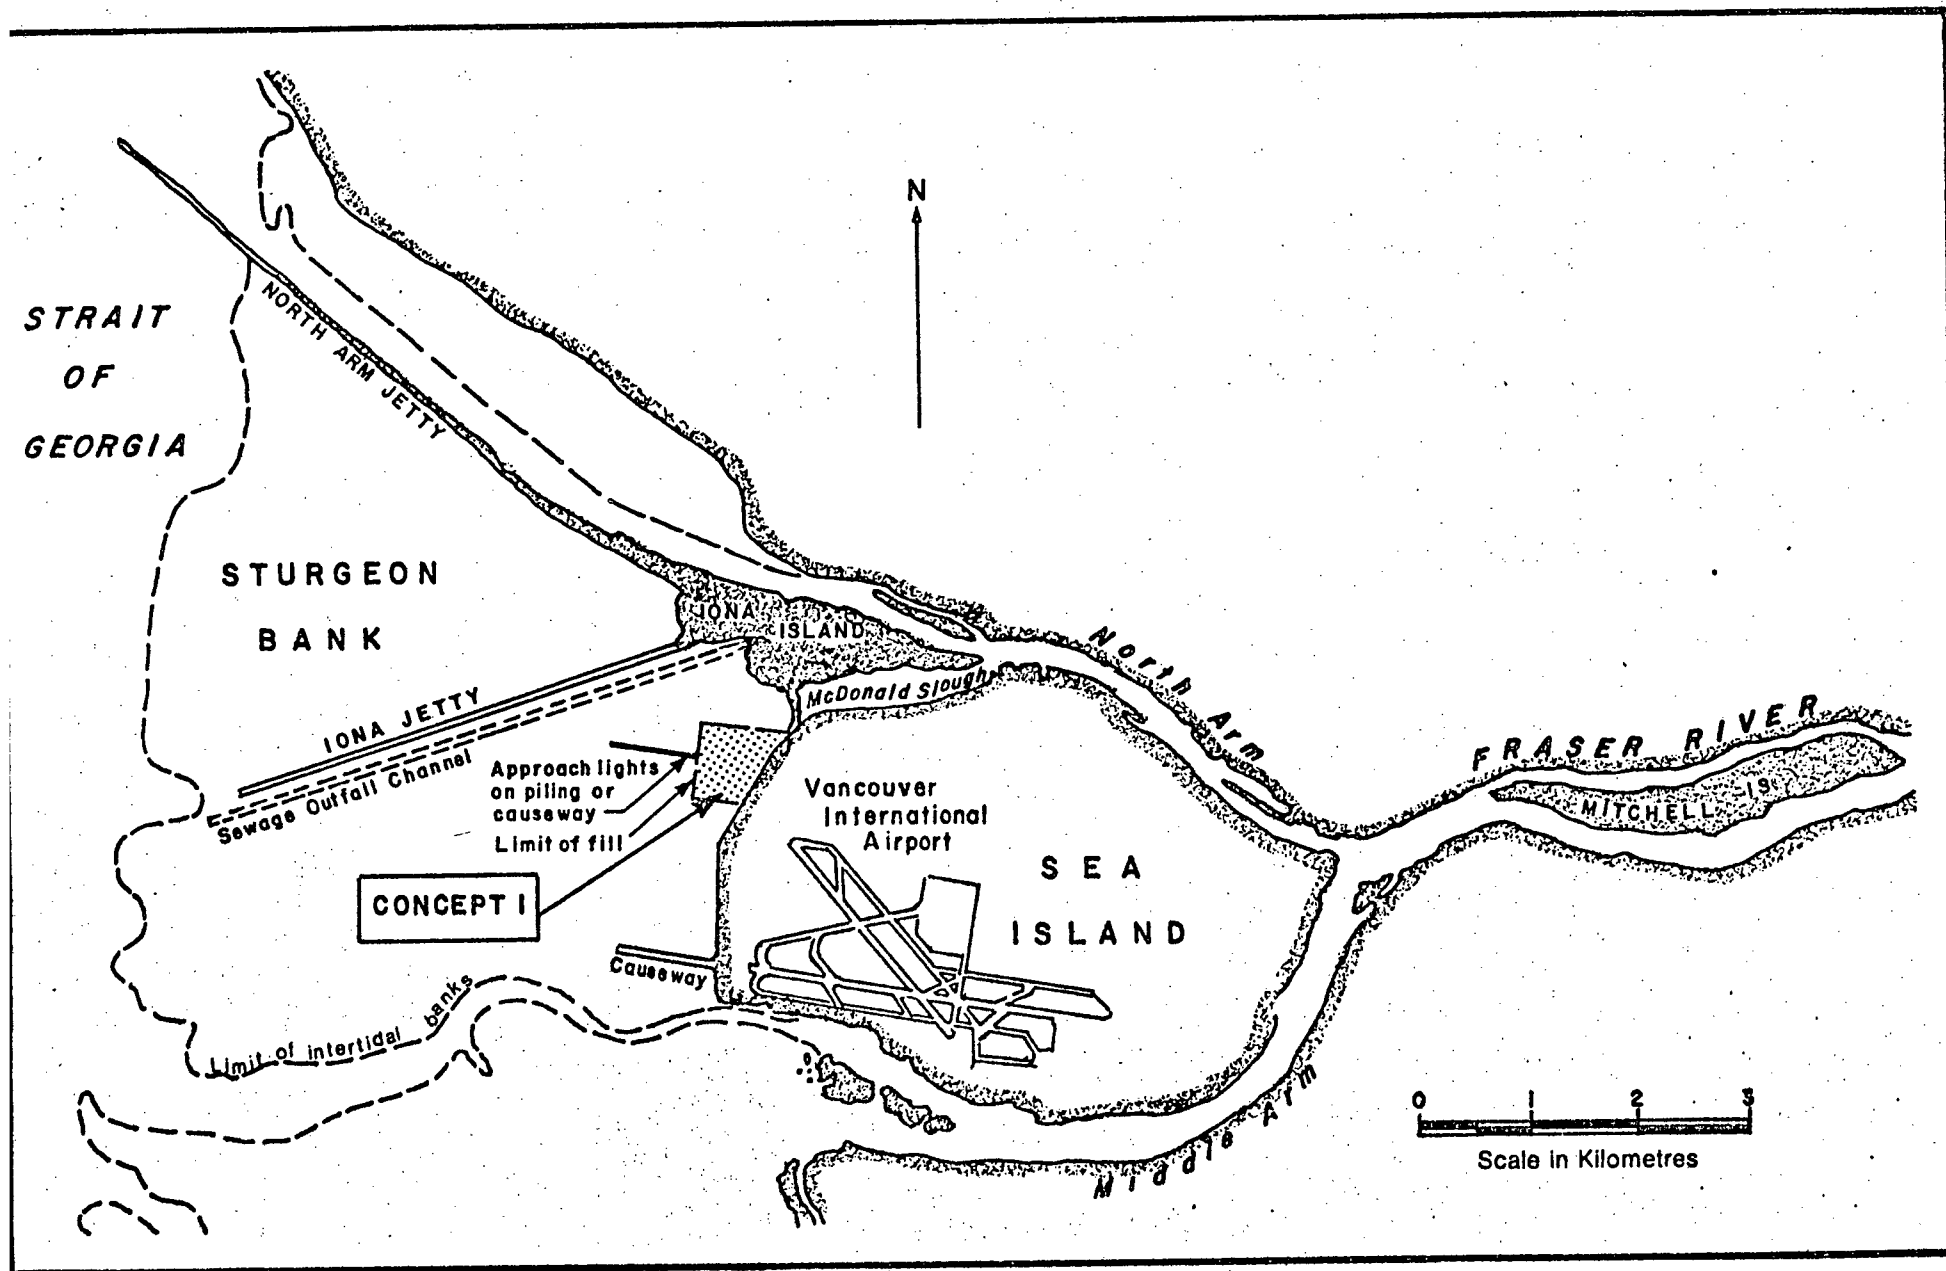 N
STRAIT
OF
GEORGIA
NORTH ARM JETTY
STURGEON
BANK
IONA
ISLAND
North Arm
McDonald Slough
IONA JETTY
Sewage Outfall Channel
FRASER RIVER
MITCHELL IS.
Approach lights
on piling or
causeway
Limit of fill
Vancouver
International
Airport
CONCEPT I
SEA
ISLAND
Causeway
Limit of intertidal banks
Middle Arm
0 1 2 3
Scale in Kilometres